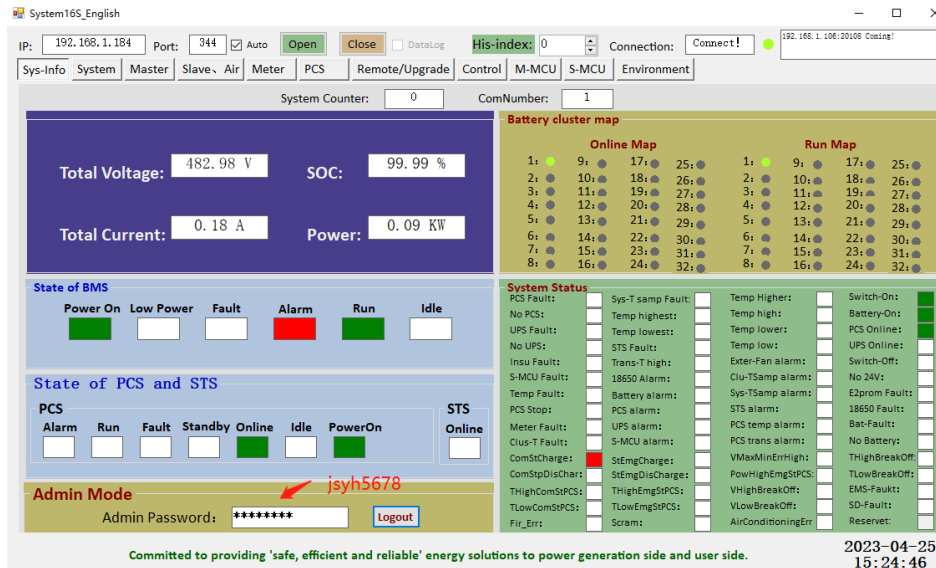 System16S_English
IP: 192.168.1.184 Port: 344 Auto Open Close DataLog His-index: 0 Connection: Connect! 192.168.1.106:20108 Coming!
Sys-Info System Master Slave、Air Meter PCS Remote/Upgrade Control M-MCU S-MCU Environment
System Counter: 0 ComNumber: 1
Total Voltage: 482.98 V SOC: 99.99 %
Total Current: 0.18 A Power: 0.09 KW
Battery cluster map
Online Map Run Map
1: 9: 17: 25: 1: 9: 17: 25:
2: 10: 18: 26: 2: 10: 18: 26:
3: 11: 19: 27: 3: 11: 19: 27:
4: 12: 20: 28: 4: 12: 20: 28:
5: 13: 21: 29: 5: 13: 21: 29:
6: 14: 22: 30: 6: 14: 22: 30:
7: 15: 23: 31: 7: 15: 23: 31:
8: 16: 24: 32: 8: 16: 24: 32:
State of BMS
Power On Low Power Fault Alarm Run Idle
State of PCS and STS
PCS STS
Alarm Run Fault Standby Online Idle PowerOn Online
Admin Mode
jsyh5678
Admin Password: ******** Logout
System Status
PCS Fault: Sys-T samp Fault: Temp Higher: Switch-On:
No PCS: Temp highest: Temp high: Battery-On:
UPS Fault: Temp lowest: Temp lower: PCS Online:
No UPS: STS Fault: Temp low: UPS Online:
Insu Fault: Trans-T high: Exter-Fan alarm: Switch-Off:
S-MCU Fault: 18650 Alarm: Clu-TSamp alarm: No 24V:
Temp Fault: Battery alarm: Sys-TSamp alarm: E2prom Fault:
PCS Stop: PCS alarm: STS alarm: 18650 Fault:
Meter Fault: UPS alarm: PCS temp alarm: Bat-Fault:
Clus-T Fault: S-MCU alarm: PCS trans alarm: No Battery:
ComStCharge: StEmgCharge: VMaxMinErrHigh: THighBreakOff:
ComStpDisChar: StEmgDisCharge: PowHighEmgStPCS: TLowBreakOff:
THighComStPCS: THighEmgStPCS: VHighBreakOff: EMS-Faukt:
TLowComStPCS: TLowEmgStPCS: VLowBreakOff: SD-Fault:
Fir_Err: Scram: AirConditioningErr Reservet:
Committed to providing 'safe, efficient and reliable' energy solutions to power generation side and user side.
2023-04-25
15:24:46